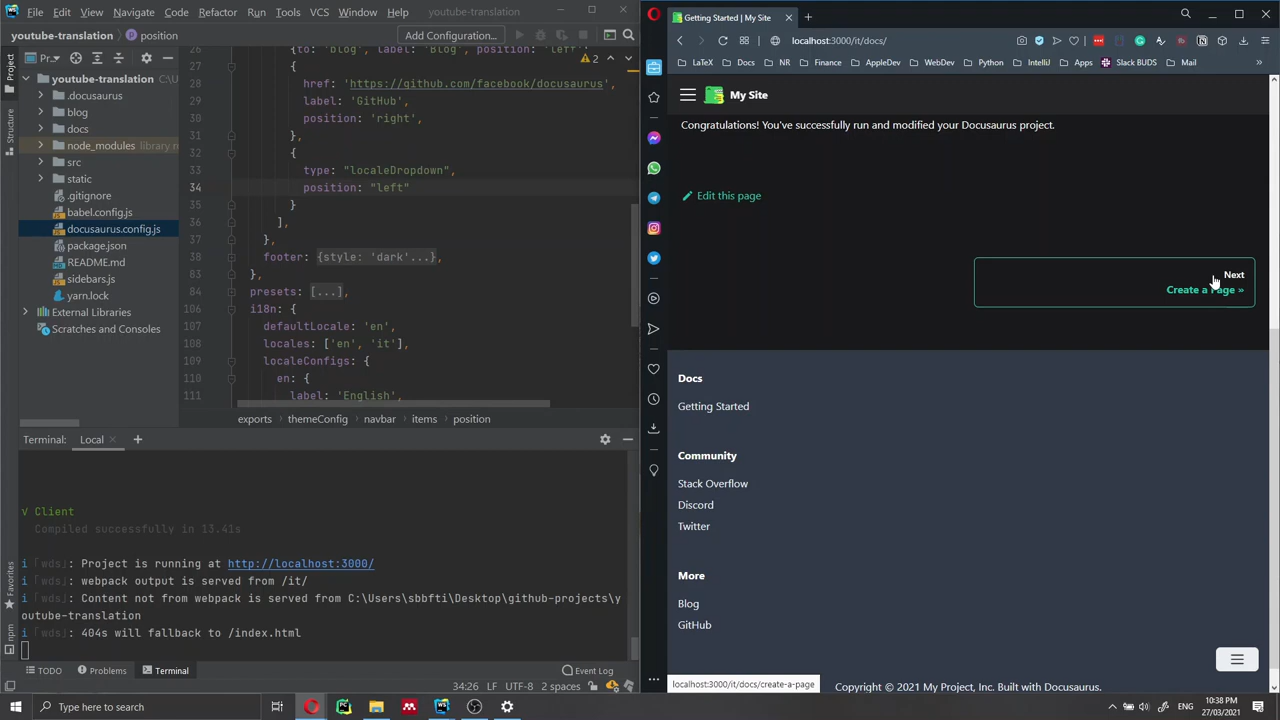 File Edit View Navigate Code Refactor Run Tools VCS Window youtube-translation
youtube-translation position Add Configuration...
Project
Structure
Favorites
npm
Pr...
youtube-translation C:\U
.docusaurus
blog
docs
node_modules library r
src
static
.gitignore
babel.config.js
docusaurus.config.js
package.json
README.md
sidebars.js
yarn.lock
External Libraries
Scratches and Consoles
2
26 {to: 'blog', label: 'Blog', position: 'left'
27 {
28 href: 'https://github.com/facebook/docusaurus',
29 label: 'GitHub',
30 position: 'right',
31 },
32 {
33 type: "localeDropdown",
34 position: "left"
35 }
36 ],
37 },
38 footer: {style: 'dark'...},
83 },
84 presets: [...],
106 i18n: {
107 defaultLocale: 'en',
108 locales: ['en', 'it'],
109 localeConfigs: {
110 en: {
111 label: 'English',
exports themeConfig navbar items position
Terminal: Local
√ Client
Compiled successfully in 13.41s
i 「wds」: Project is running at http://localhost:3000/
i 「wds」: webpack output is served from /it/
i 「wds」: Content not from webpack is served from C:\Users\sbbfti\Desktop\github-projects\y
outube-translation
i 「wds」: 404s will fallback to /index.html
TODO Problems Terminal Event Log
34:26 LF UTF-8 2 spaces
Getting Started | My Site
localhost:3000/it/docs/
LaTeX Docs NR Finance AppleDev WebDev Python IntelliJ Apps Slack BUDS Mail
My Site
Congratulations! You've successfully run and modified your Docusaurus project.
Edit this page
Next
Create a Page »
Docs
Getting Started
Community
Stack Overflow
Discord
Twitter
More
Blog
GitHub
localhost:3000/it/docs/create-a-page
Copyright © 2021 My Project, Inc. Built with Docusaurus.
Type here to search
ENG
10:38 PM
27/03/2021